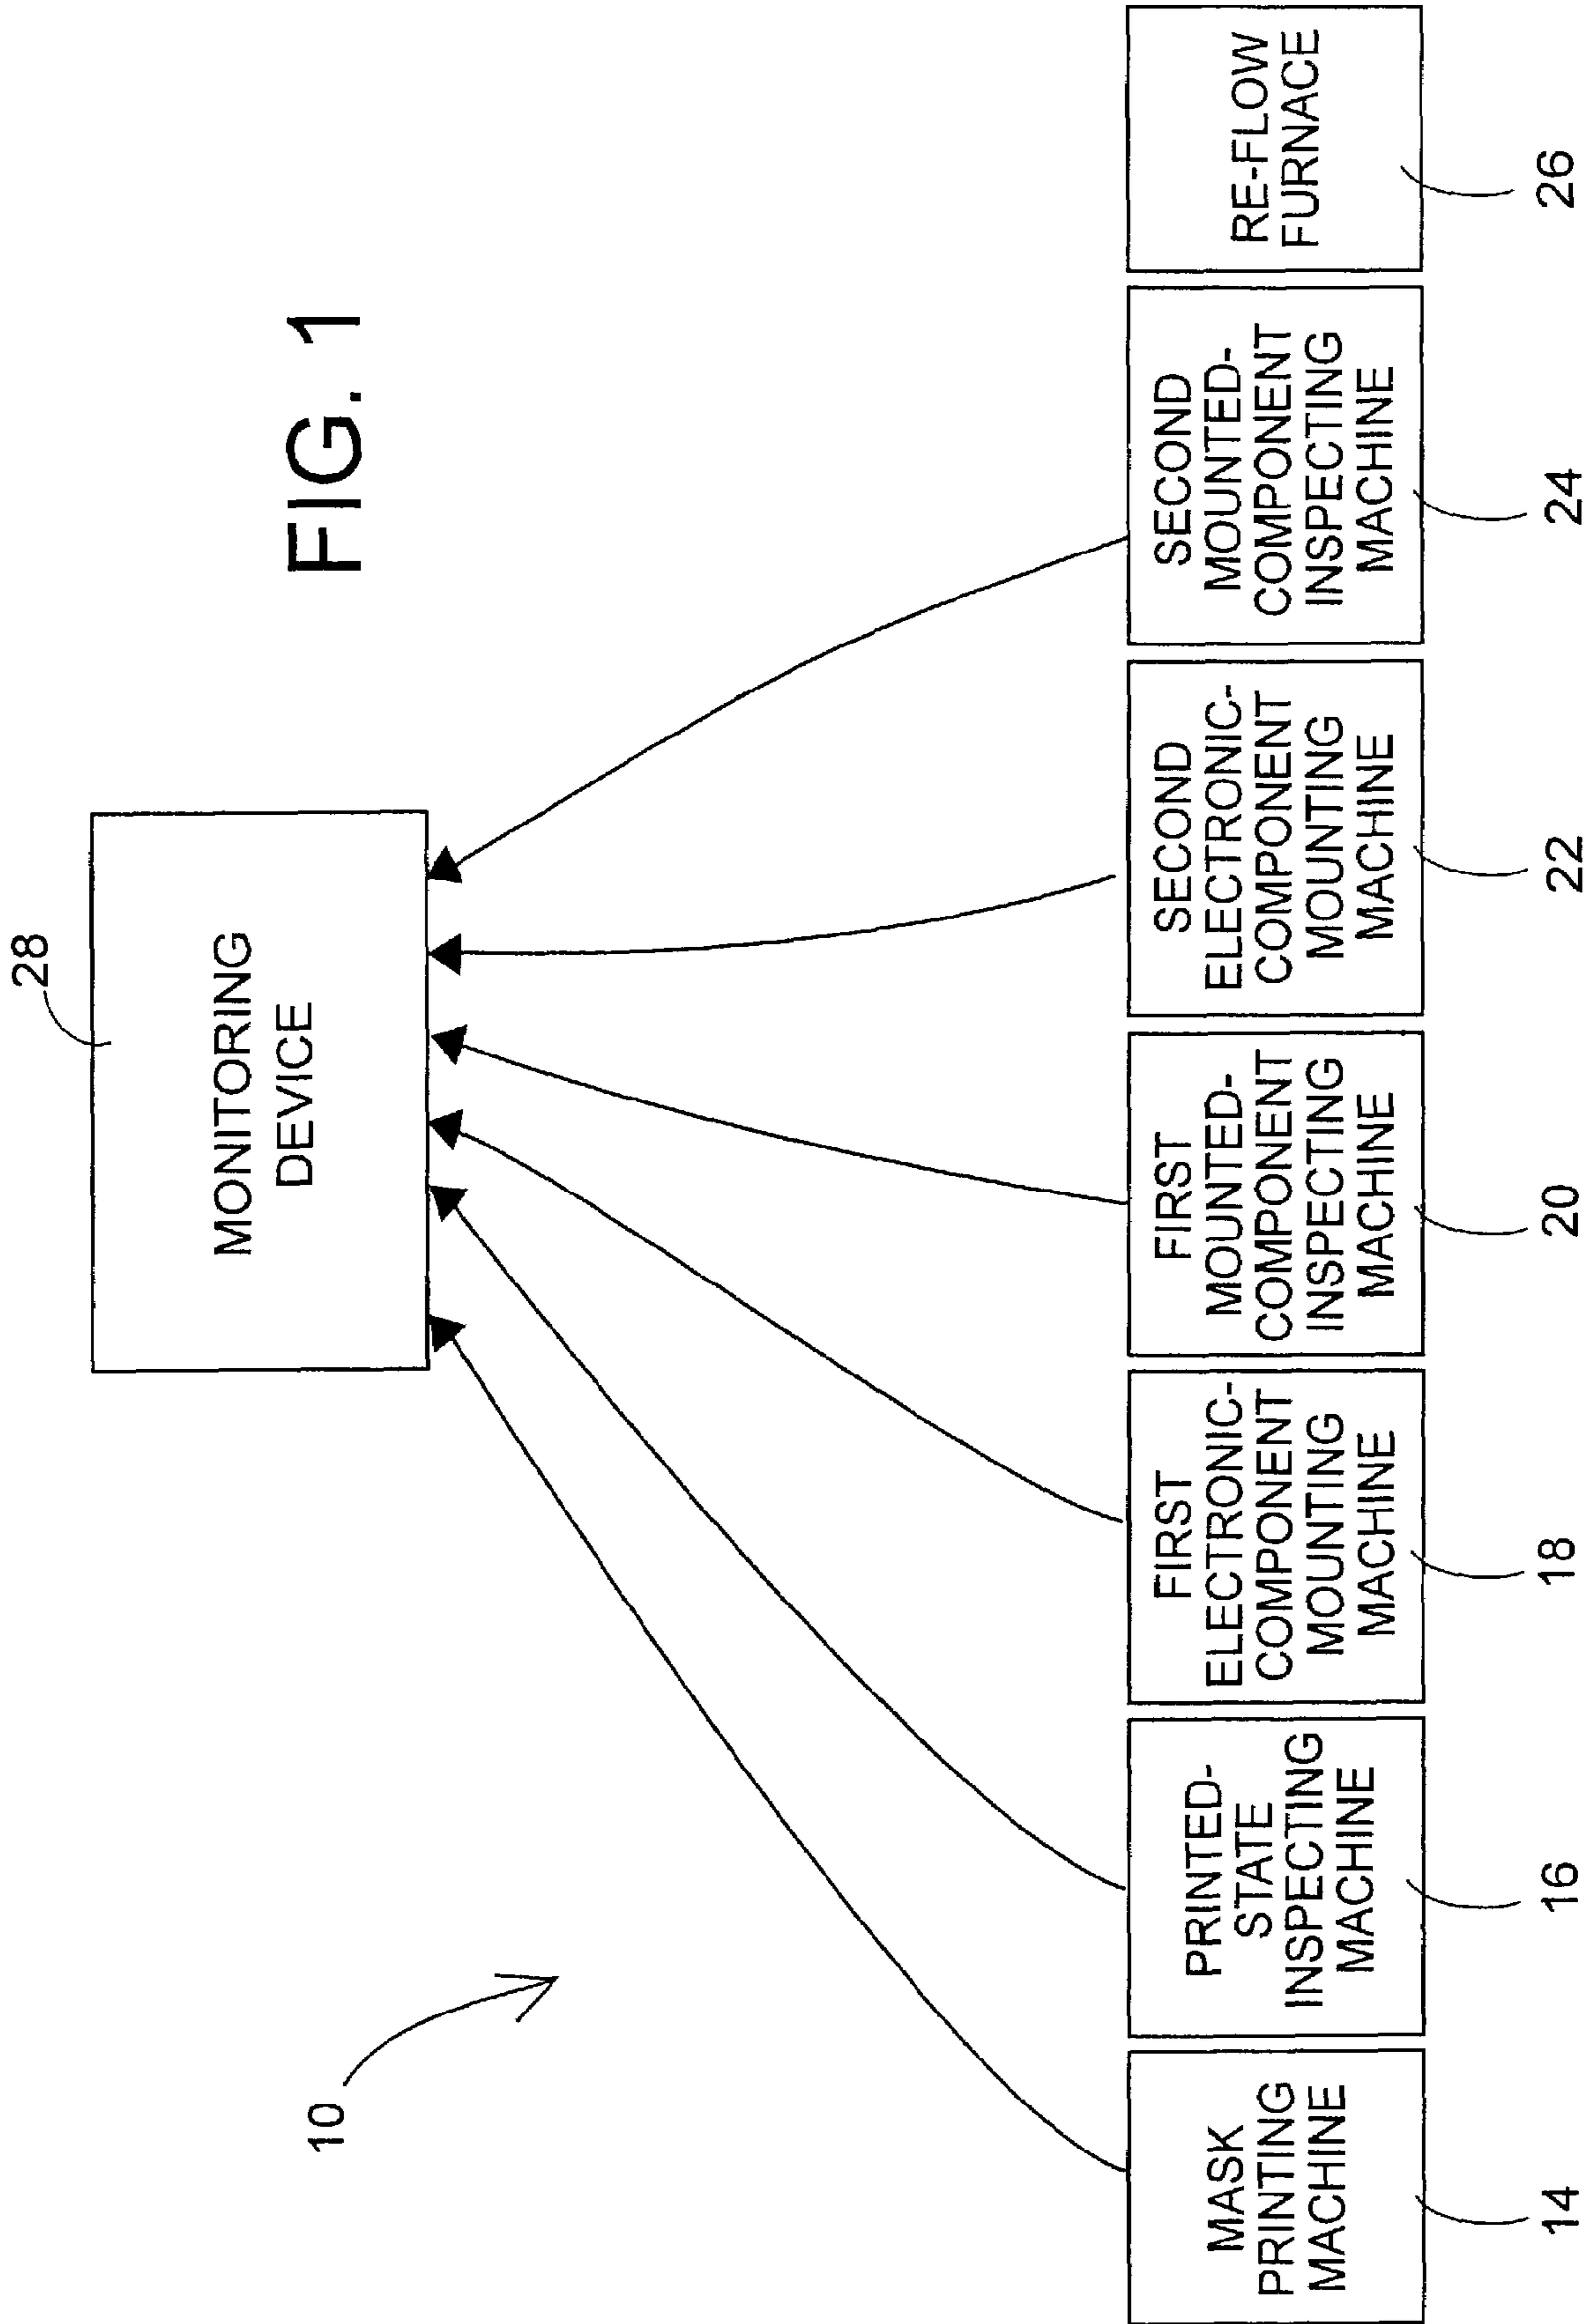 FIG. 1
28
MONITORING
DEVICE
10
MASK
PRINTING
MACHINE
14
PRINTED-
STATE
INSPECTING
MACHINE
16
FIRST
ELECTRONIC-
COMPONENT
MOUNTING
MACHINE
18
FIRST
MOUNTED-
COMPONENT
INSPECTING
MACHINE
20
SECOND
ELECTRONIC-
COMPONENT
MOUNTING
MACHINE
22
SECOND
MOUNTED-
COMPONENT
INSPECTING
MACHINE
24
RE-FLOW
FURNACE
26